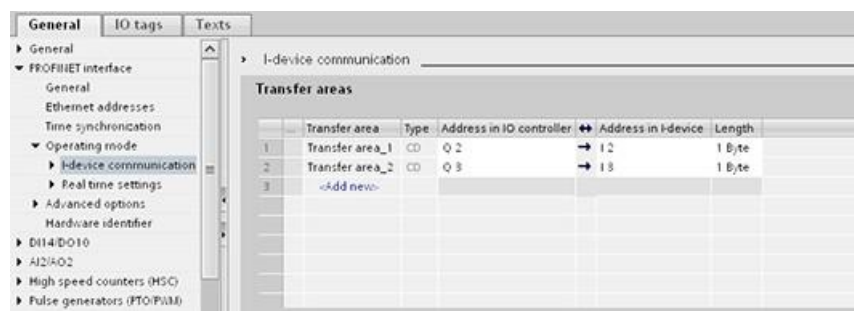 General IO tags Texts
General
PROFINET interface
General
Ethernet addresses
Time synchronization
Operating mode
I-device communication
Real time settings
Advanced options
Hardware identifier
DI14/DO10
AI2/AO2
High speed counters (HSC)
Pulse generators (PTO/PWM)
I-device communication
Transfer areas
... Transfer area Type Address in IO controller ↔ Address in I-device Length
1 Transfer area_1 CD Q 2 → I 2 1 Byte
2 Transfer area_2 CD Q 3 → I 3 1 Byte
3 <Add new>